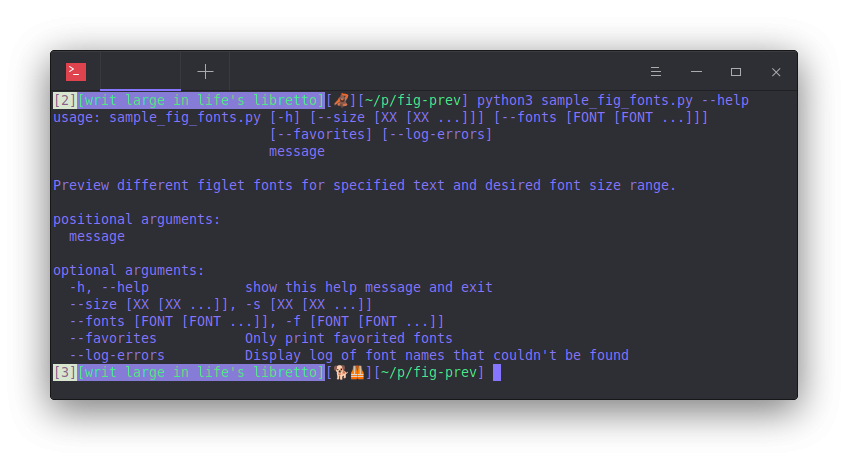 [2][writ large in life's libretto][🧣][~/p/fig-prev] python3 sample_fig_fonts.py --help
usage: sample_fig_fonts.py [-h] [--size [XX [XX ...]]] [--fonts [FONT [FONT ...]]]
                           [--favorites] [--log-errors]
                           message

Preview different figlet fonts for specified text and desired font size range.

positional arguments:
  message

optional arguments:
  -h, --help            show this help message and exit
  --size [XX [XX ...]], -s [XX [XX ...]]
  --fonts [FONT [FONT ...]], -f [FONT [FONT ...]]
  --favorites           Only print favorited fonts
  --log-errors          Display log of font names that couldn't be found
[3][writ large in life's libretto][🐕‍🦺][~/p/fig-prev]